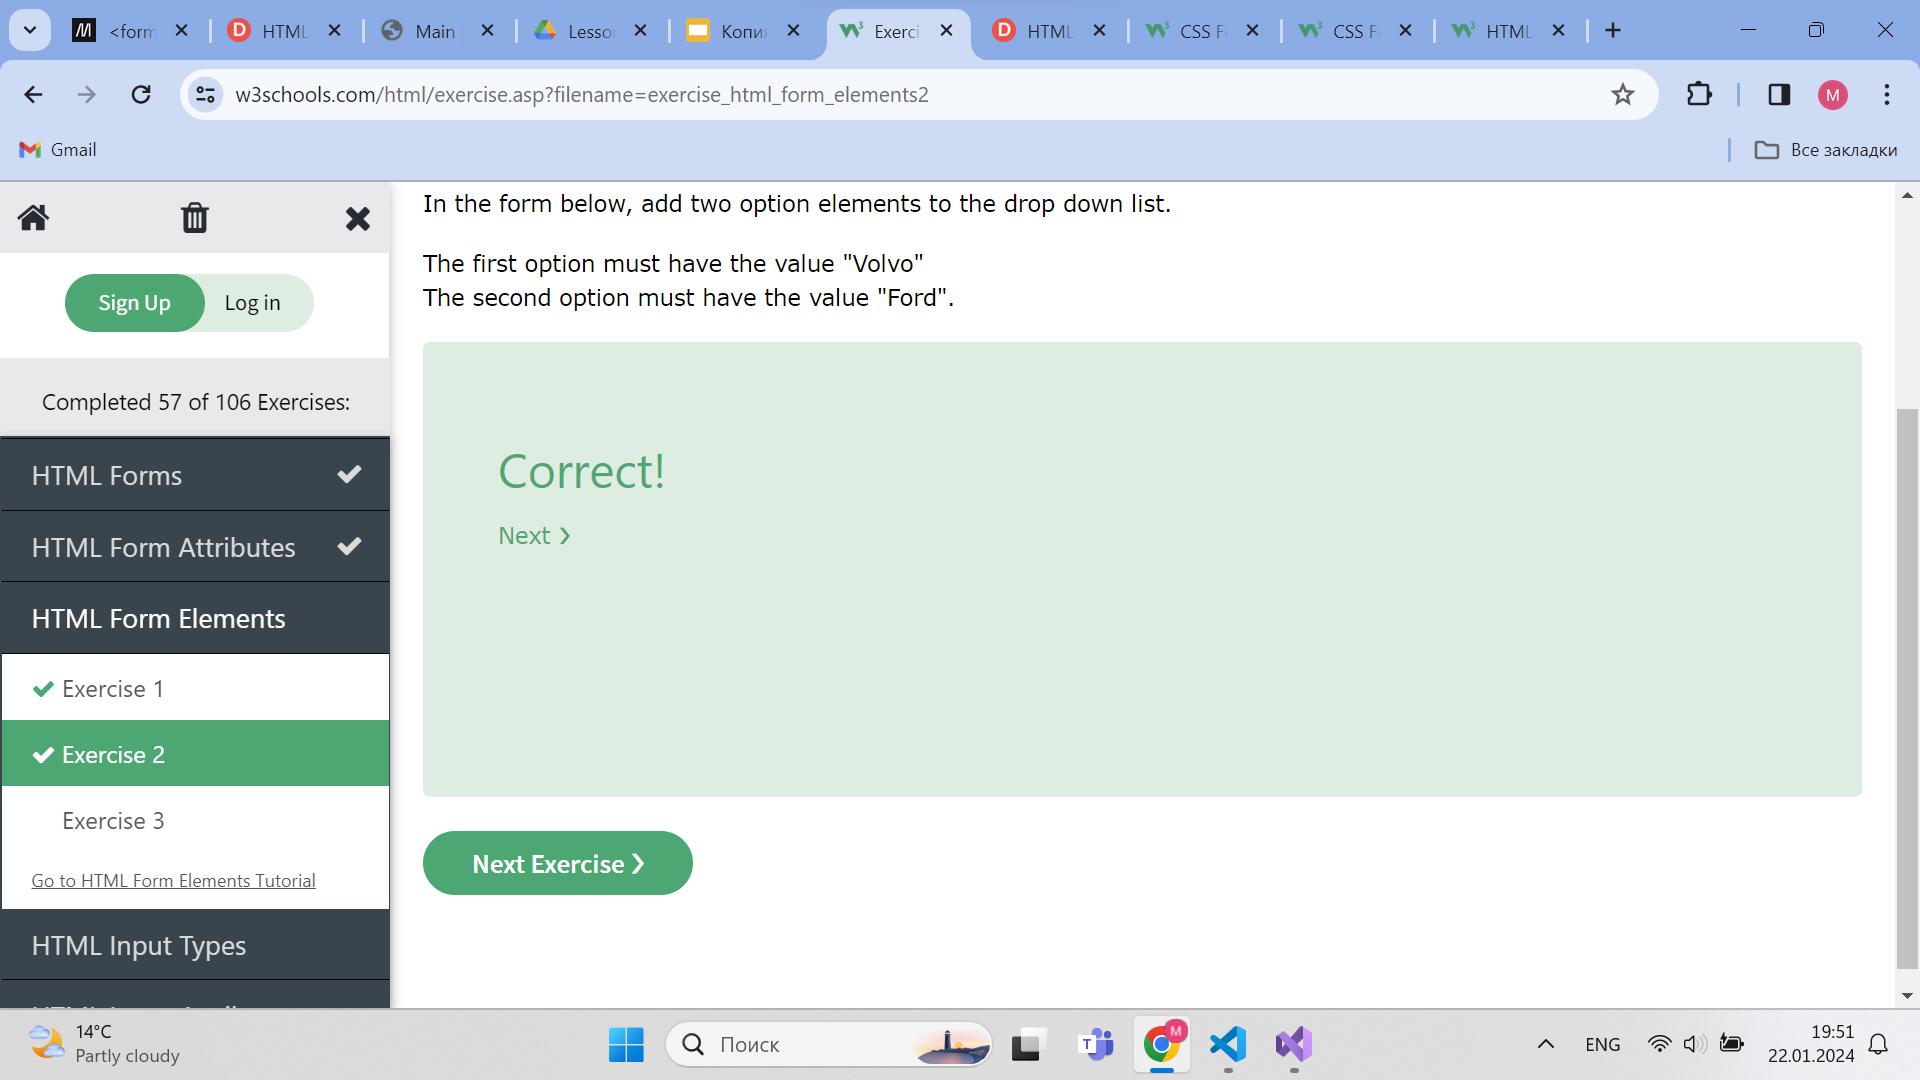 <form
HTML
Main
Lesso
Копи
Exerci
HTML
CSS F
CSS F
HTML
w3schools.com/html/exercise.asp?filename=exercise_html_form_elements2
M
Gmail
Все закладки
In the form below, add two option elements to the drop down list.
The first option must have the value "Volvo"
The second option must have the value "Ford".
Sign Up
Log in
Completed 57 of 106 Exercises:
HTML Forms
HTML Form Attributes
HTML Form Elements
Exercise 1
Exercise 2
Exercise 3
Go to HTML Form Elements Tutorial
HTML Input Types
Correct!
Next ❯
Next Exercise ❯
14°C
Partly cloudy
Поиск
ENG
19:51
22.01.2024